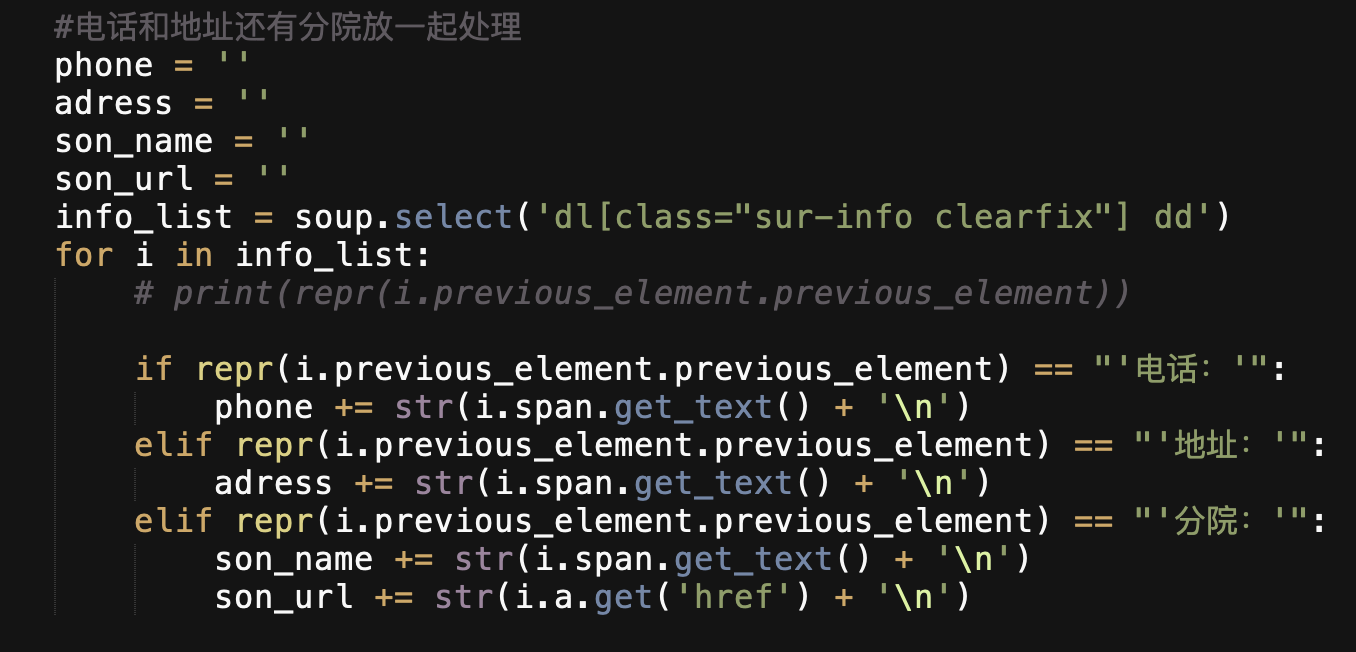 #电话和地址还有分院放一起处理
phone = ''
adress = ''
son_name = ''
son_url = ''
info_list = soup.select('dl[class="sur-info clearfix"] dd')
for i in info_list:
    # print(repr(i.previous_element.previous_element))

    if repr(i.previous_element.previous_element) == "'电话：'":
        phone += str(i.span.get_text() + '\n')
    elif repr(i.previous_element.previous_element) == "'地址：'":
        adress += str(i.span.get_text() + '\n')
    elif repr(i.previous_element.previous_element) == "'分院：'":
        son_name += str(i.span.get_text() + '\n')
        son_url += str(i.a.get('href') + '\n')